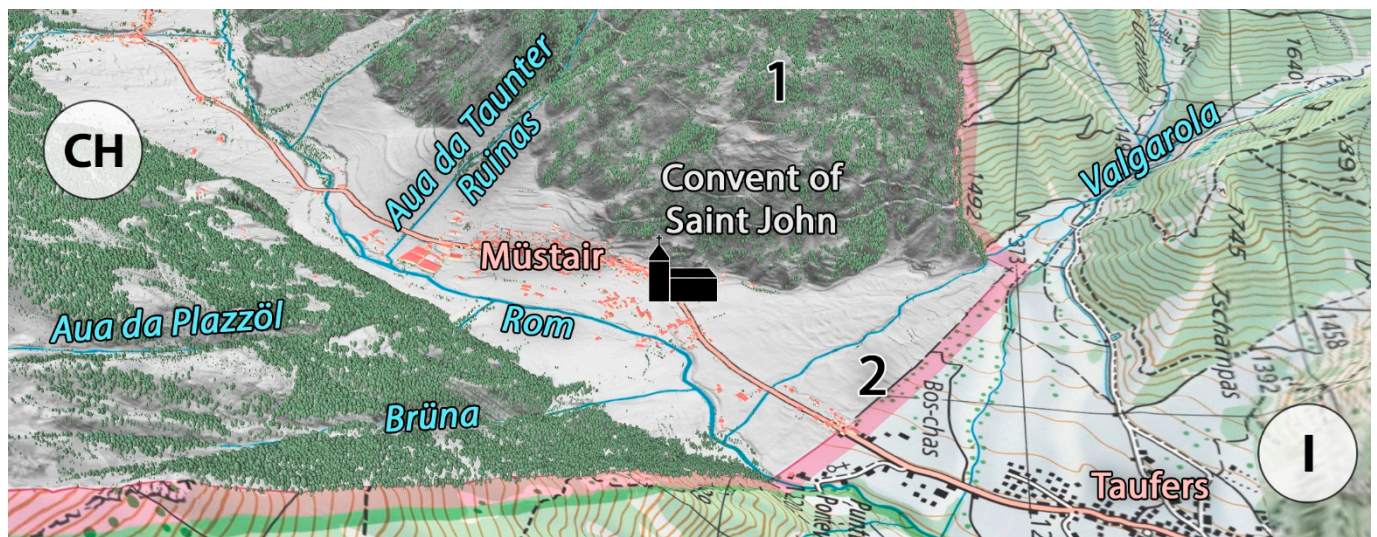 CH
1
1640
Aua da Taunter
Ruinas
Valgarola
1891
Convent of
Saint John
1492
1745
Müstair
1373
Tschampas
Aua da Plazzöl
Rom
1458
1392
2
Bos-chas
Brüna
I
Taufers